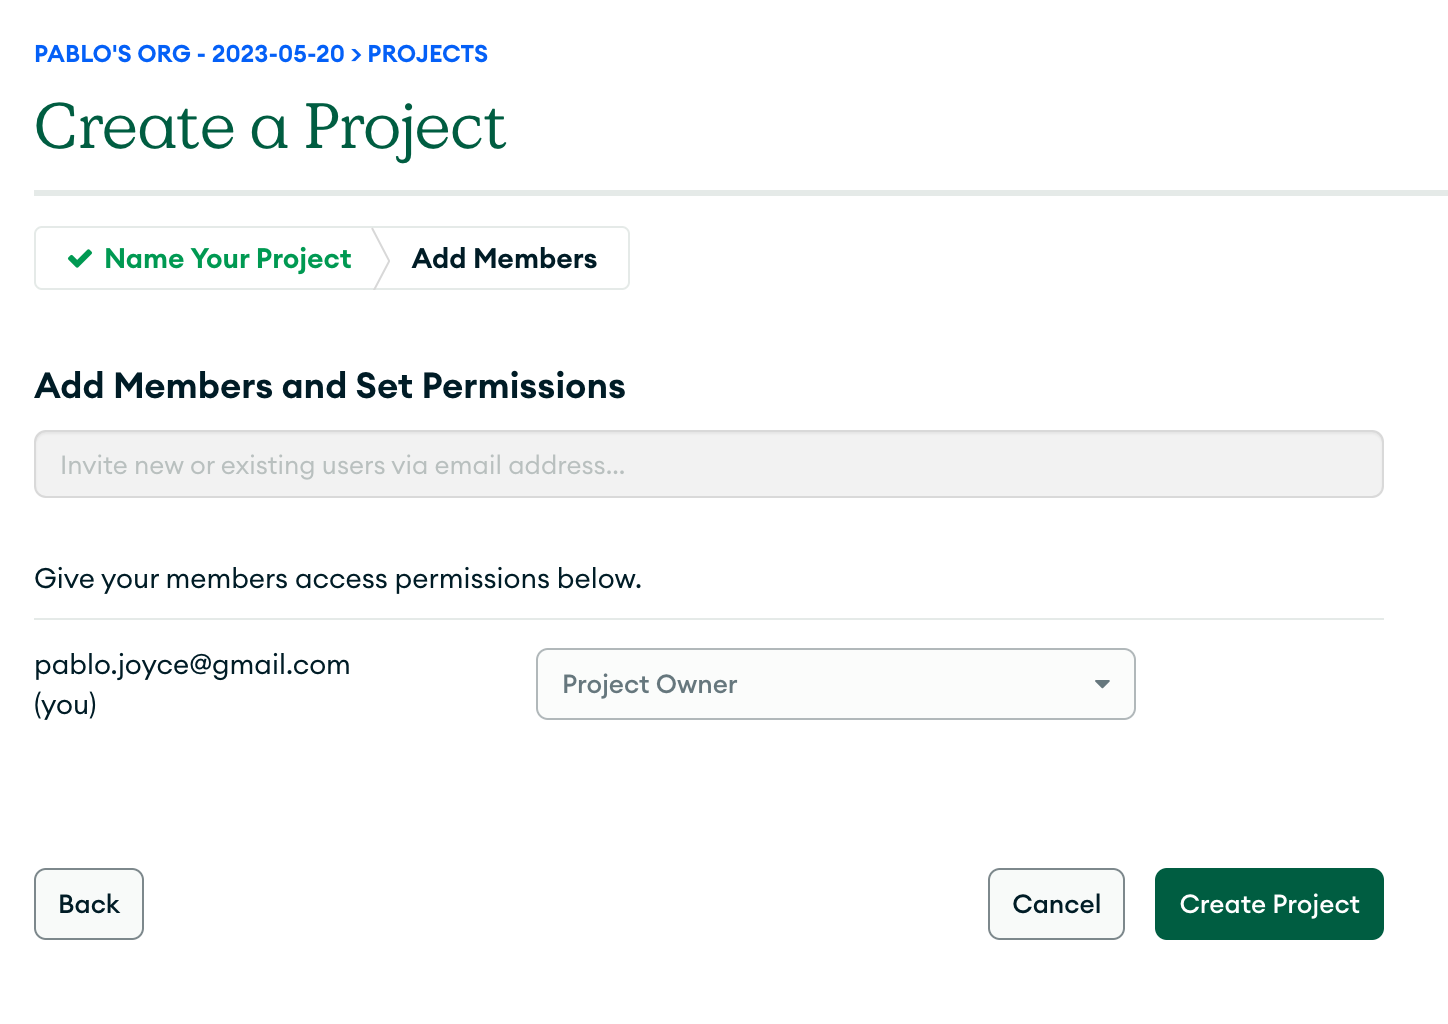 PABLO'S ORG - 2023-05-20 > PROJECTS
Create a Project
Name Your Project
Add Members
Add Members and Set Permissions
Invite new or existing users via email address...
Give your members access permissions below.
pablo.joyce@gmail.com
(you)
Project Owner
Back
Cancel
Create Project